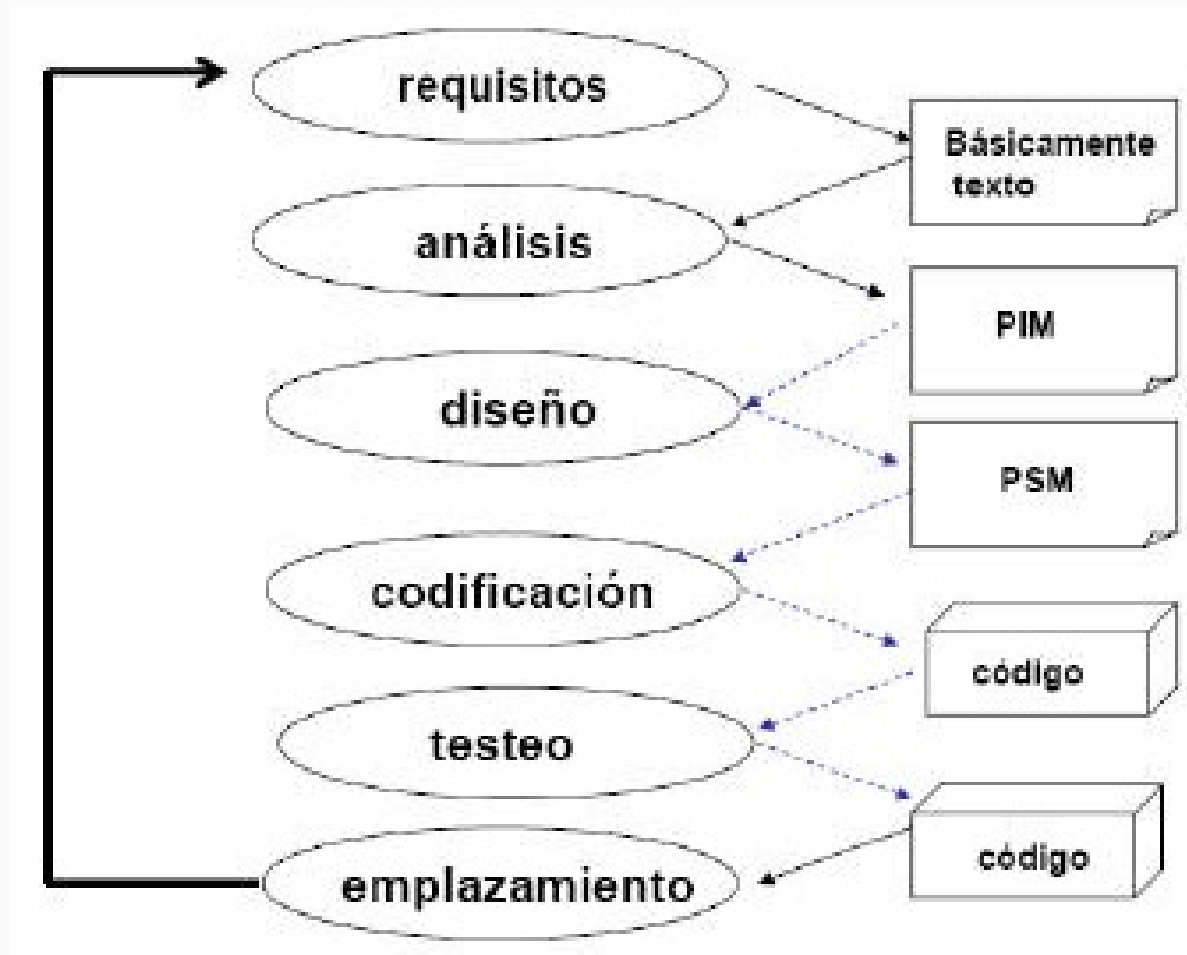 requisitos
Básicamente
texto
análisis
PIM
diseño
PSM
codificación
código
testeo
código
emplazamiento